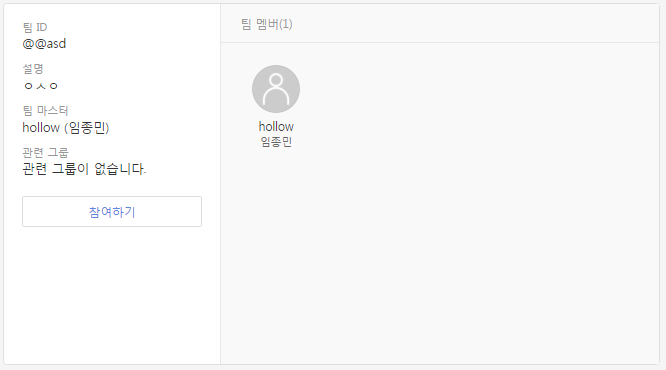 팀 ID
@@asd
설명
ㅇㅅㅇ
팀 마스터
hollow (임종민)
관련 그룹
관련 그룹이 없습니다.
참여하기
팀 멤버(1)
hollow
임종민